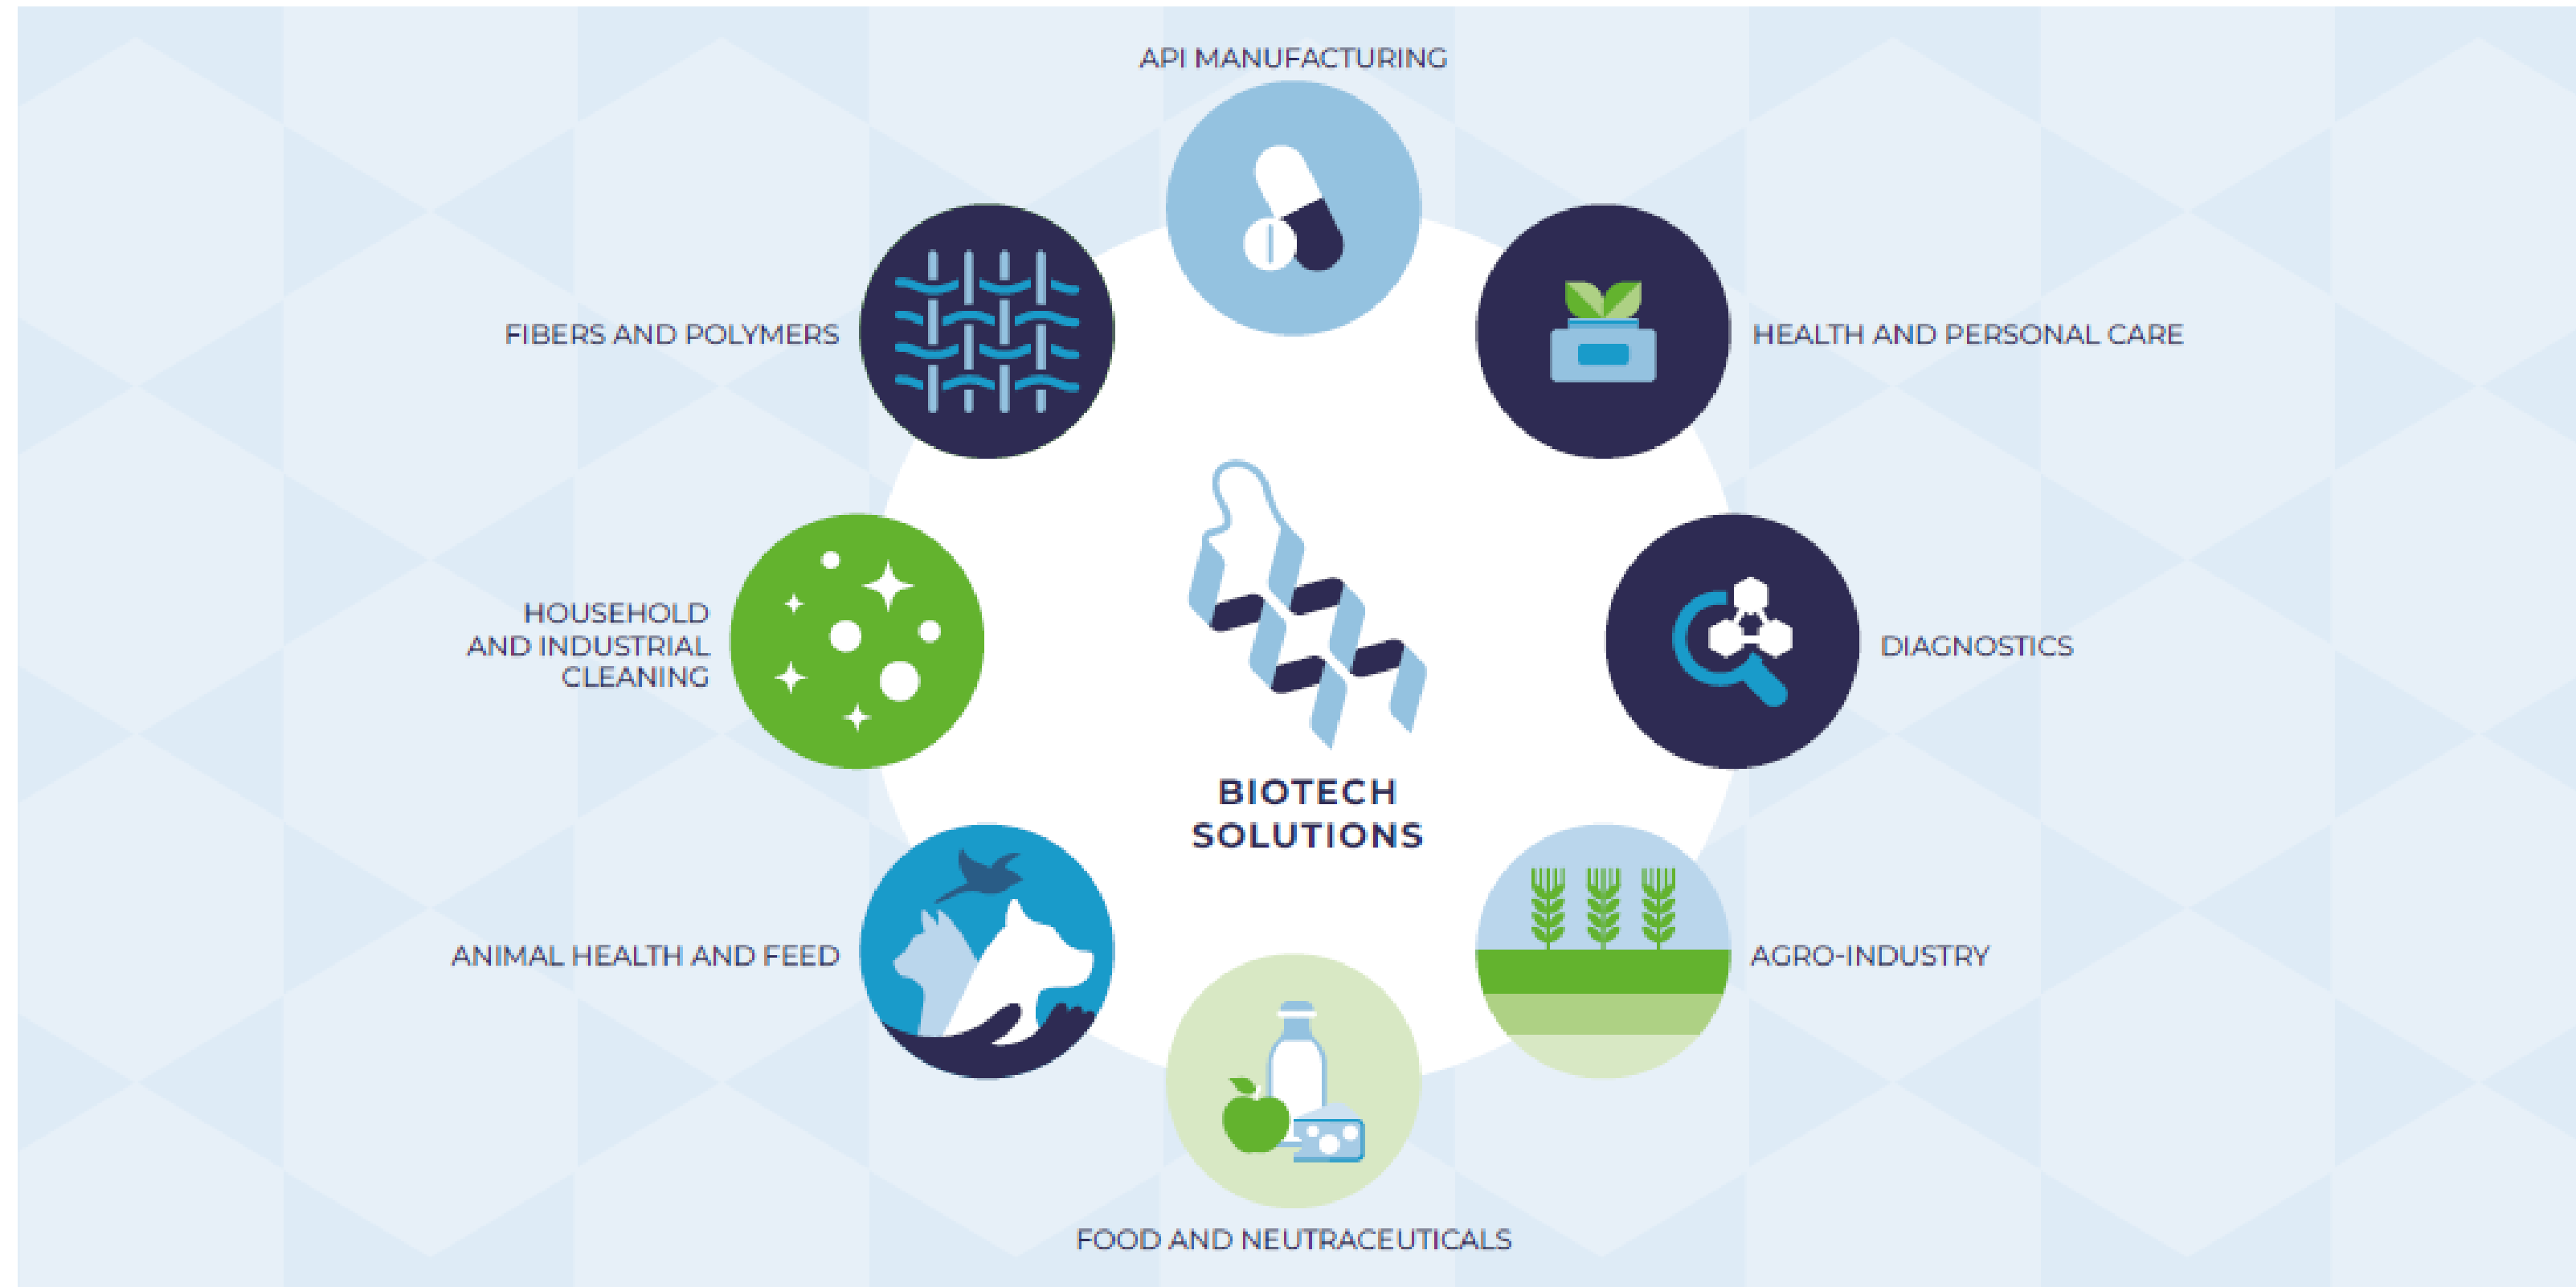 API MANUFACTURING
FIBERS AND POLYMERS
HEALTH AND PERSONAL CARE
HOUSEHOLD
AND INDUSTRIAL
CLEANING
DIAGNOSTICS
BIOTECH
SOLUTIONS
ANIMAL HEALTH AND FEED
AGRO-INDUSTRY
FOOD AND NEUTRACEUTICALS